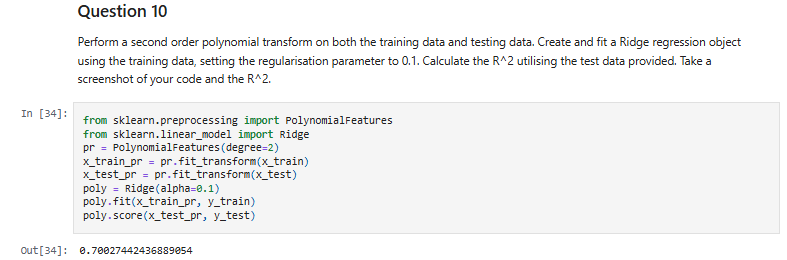 Question 10
Perform a second order polynomial transform on both the training data and testing data. Create and fit a Ridge regression object
using the training data, setting the regularisation parameter to 0.1. Calculate the R^2 utilising the test data provided. Take a
screenshot of your code and the R^2.
In [34]:
from sklearn.preprocessing import PolynomialFeatures
from sklearn.linear_model import Ridge
pr = PolynomialFeatures(degree=2)
x_train_pr = pr.fit_transform(x_train)
x_test_pr = pr.fit_transform(x_test)
poly = Ridge(alpha=0.1)
poly.fit(x_train_pr, y_train)
poly.score(x_test_pr, y_test)
Out[34]: 0.70027442436889054